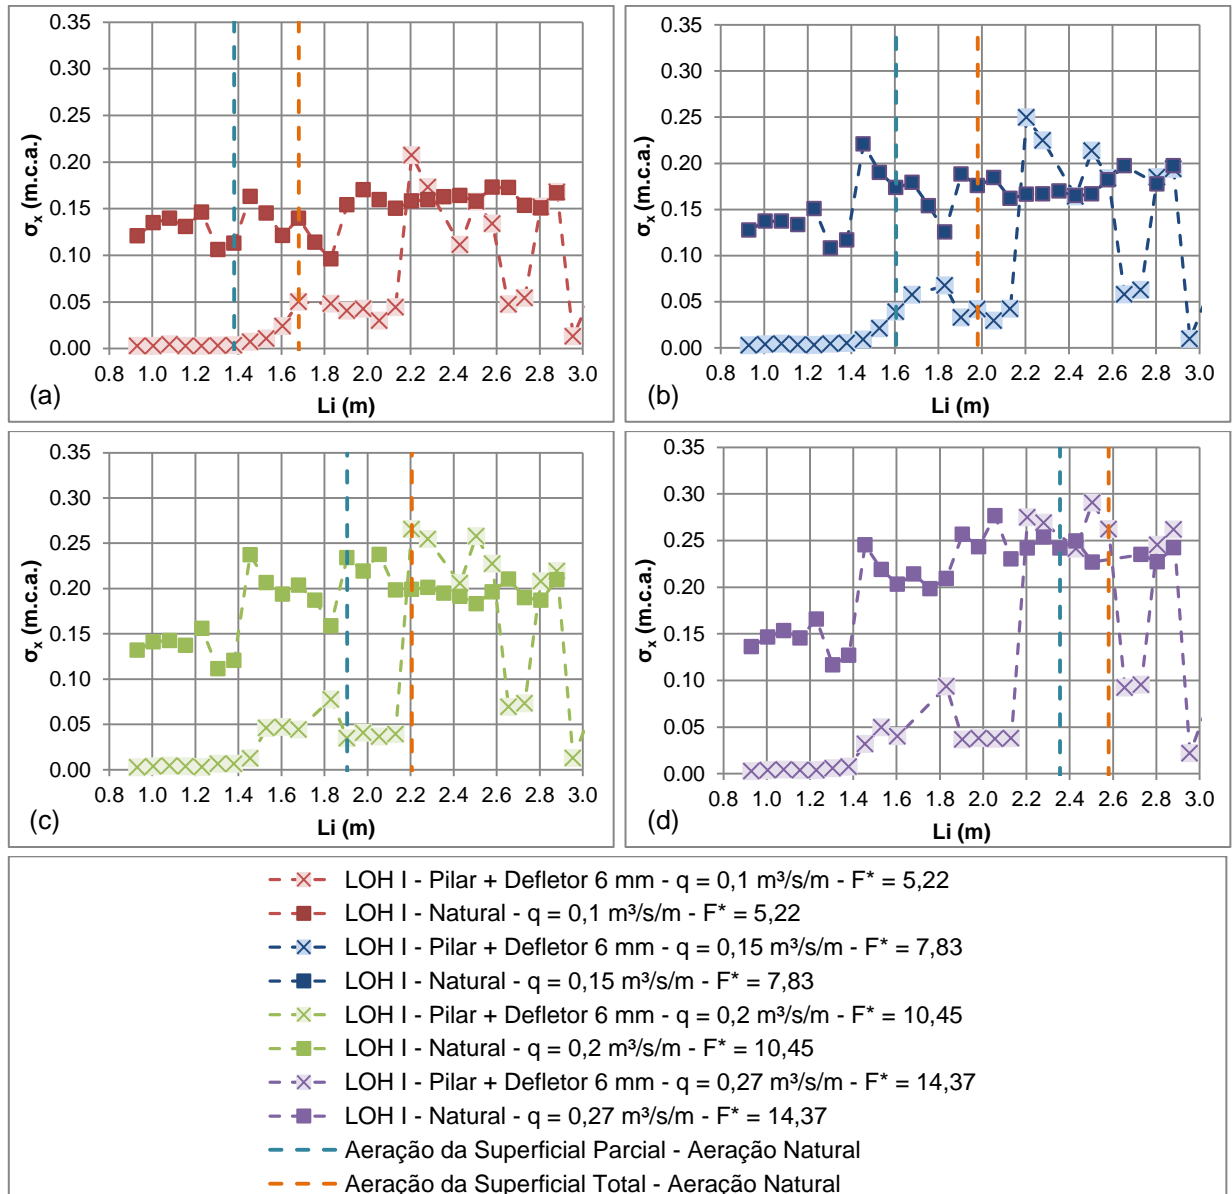 0.35
0.30
0.25
0.20
0.15
0.10
0.05
0.00
σx (m.c.a.)
0.8 1.0 1.2 1.4 1.6 1.8 2.0 2.2 2.4 2.6 2.8 3.0
(a)
Li (m)
0.35
0.30
0.25
0.20
0.15
0.10
0.05
0.00
σx (m.c.a.)
0.8 1.0 1.2 1.4 1.6 1.8 2.0 2.2 2.4 2.6 2.8 3.0
(b)
Li (m)
0.35
0.30
0.25
0.20
0.15
0.10
0.05
0.00
σx (m.c.a.)
0.8 1.0 1.2 1.4 1.6 1.8 2.0 2.2 2.4 2.6 2.8 3.0
(c)
Li (m)
0.35
0.30
0.25
0.20
0.15
0.10
0.05
0.00
σx (m.c.a.)
0.8 1.0 1.2 1.4 1.6 1.8 2.0 2.2 2.4 2.6 2.8 3.0
(d)
Li (m)
LOH I - Pilar + Defletor 6 mm - q = 0,1 m³/s/m - F* = 5,22
LOH I - Natural - q = 0,1 m³/s/m - F* = 5,22
LOH I - Pilar + Defletor 6 mm - q = 0,15 m³/s/m - F* = 7,83
LOH I - Natural - q = 0,15 m³/s/m - F* = 7,83
LOH I - Pilar + Defletor 6 mm - q = 0,2 m³/s/m - F* = 10,45
LOH I - Natural - q = 0,2 m³/s/m - F* = 10,45
LOH I - Pilar + Defletor 6 mm - q = 0,27 m³/s/m - F* = 14,37
LOH I - Natural - q = 0,27 m³/s/m - F* = 14,37
Aeração da Superficial Parcial - Aeração Natural
Aeração da Superficial Total - Aeração Natural